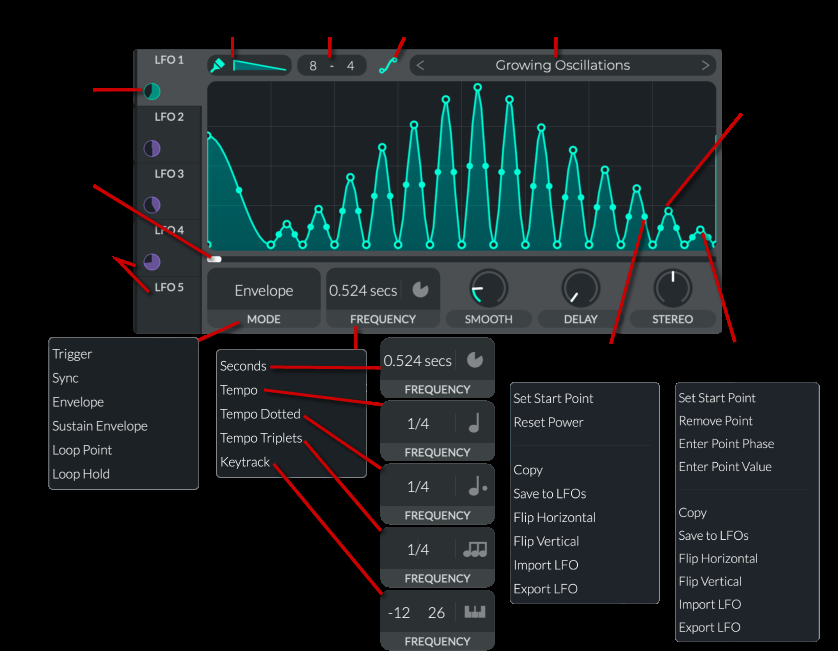 LFO 1
8 - 4
< Growing Oscillations >
LFO 2
LFO 3
LFO 4
LFO 5
Envelope
MODE
0.524 secs
FREQUENCY
SMOOTH
DELAY
STEREO
Trigger
Sync
Envelope
Sustain Envelope
Loop Point
Loop Hold
Seconds
Tempo
Tempo Dotted
Tempo Triplets
Keytrack
0.524 secs
FREQUENCY
1/4
FREQUENCY
1/4
FREQUENCY
1/4
FREQUENCY
-12 26
FREQUENCY
Set Start Point
Reset Power
Copy
Save to LFOs
Flip Horizontal
Flip Vertical
Import LFO
Export LFO
Set Start Point
Remove Point
Enter Point Phase
Enter Point Value
Copy
Save to LFOs
Flip Horizontal
Flip Vertical
Import LFO
Export LFO